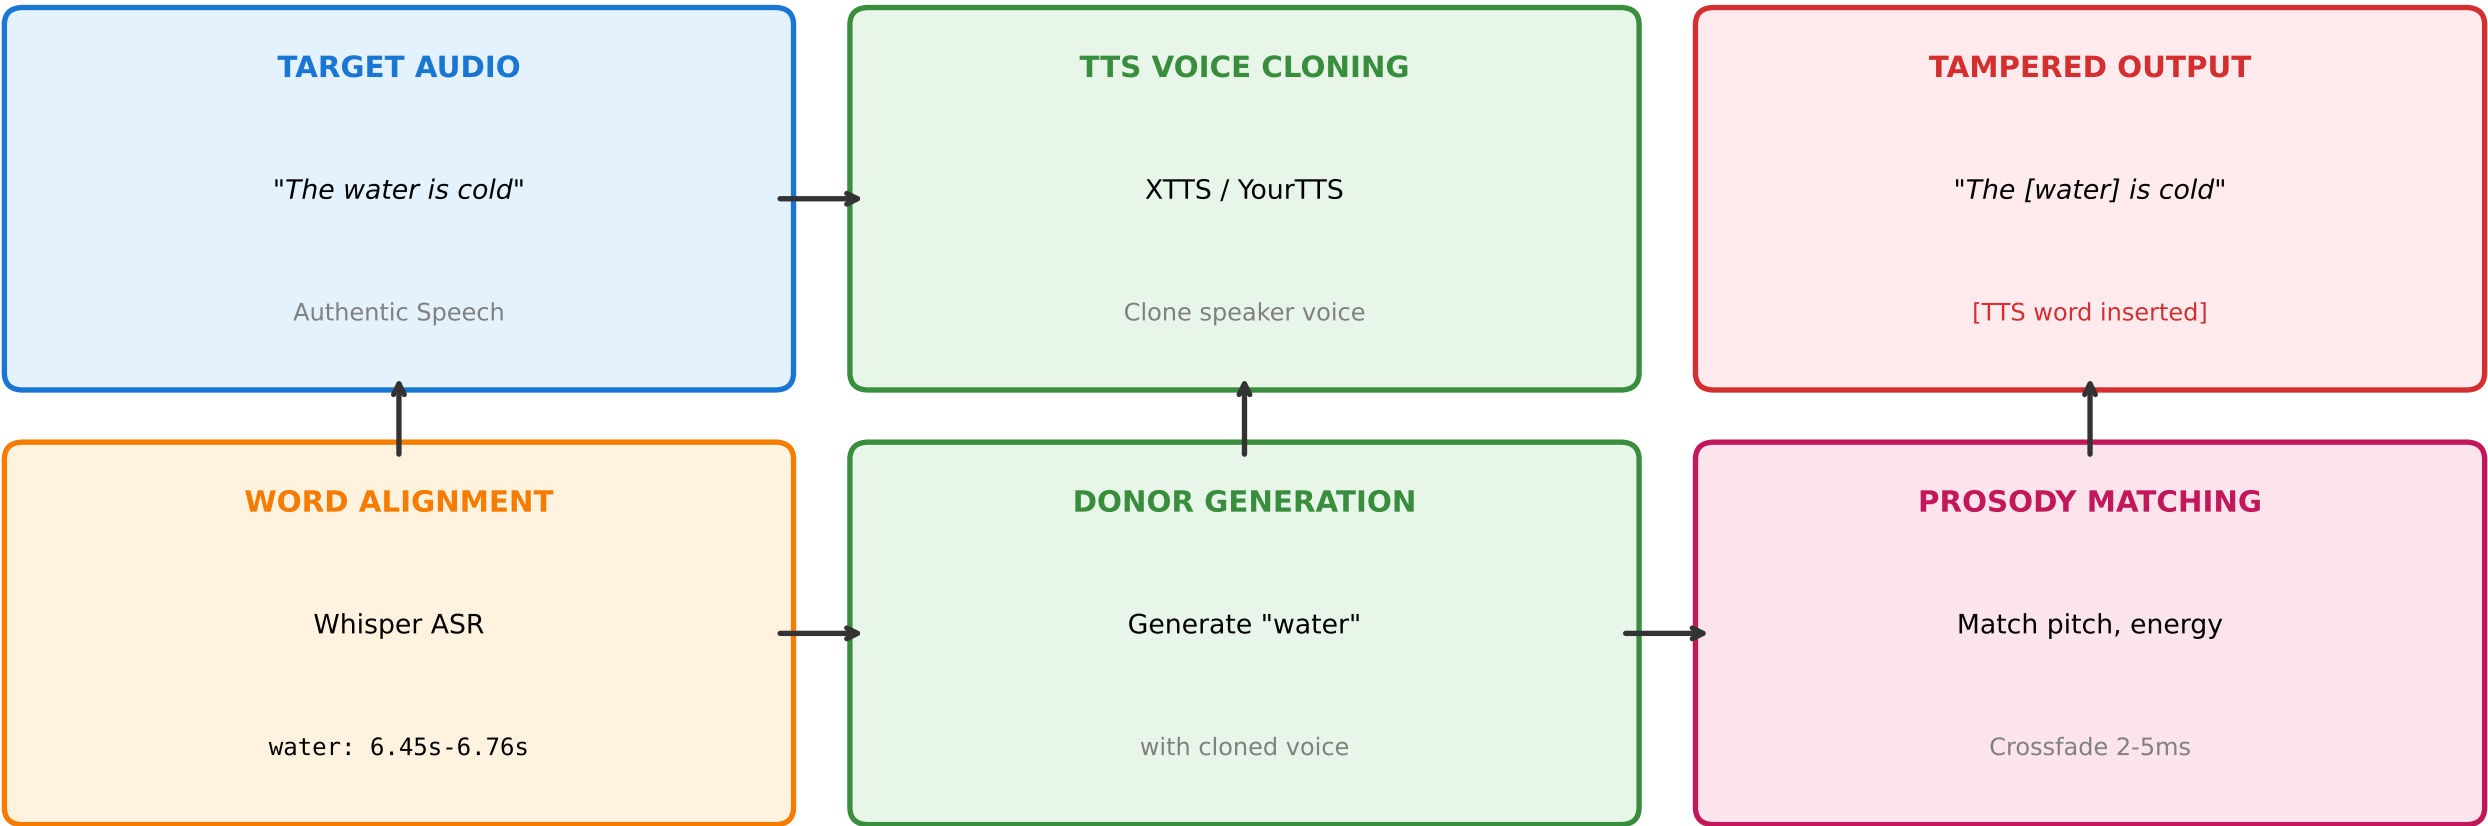 TARGET AUDIO
"The water is cold"
Authentic Speech
TTS VOICE CLONING
XTTS / YourTTS
Clone speaker voice
TAMPERED OUTPUT
"The [water] is cold"
[TTS word inserted]
WORD ALIGNMENT
Whisper ASR
water: 6.45s-6.76s
DONOR GENERATION
Generate "water"
with cloned voice
PROSODY MATCHING
Match pitch, energy
Crossfade 2-5ms